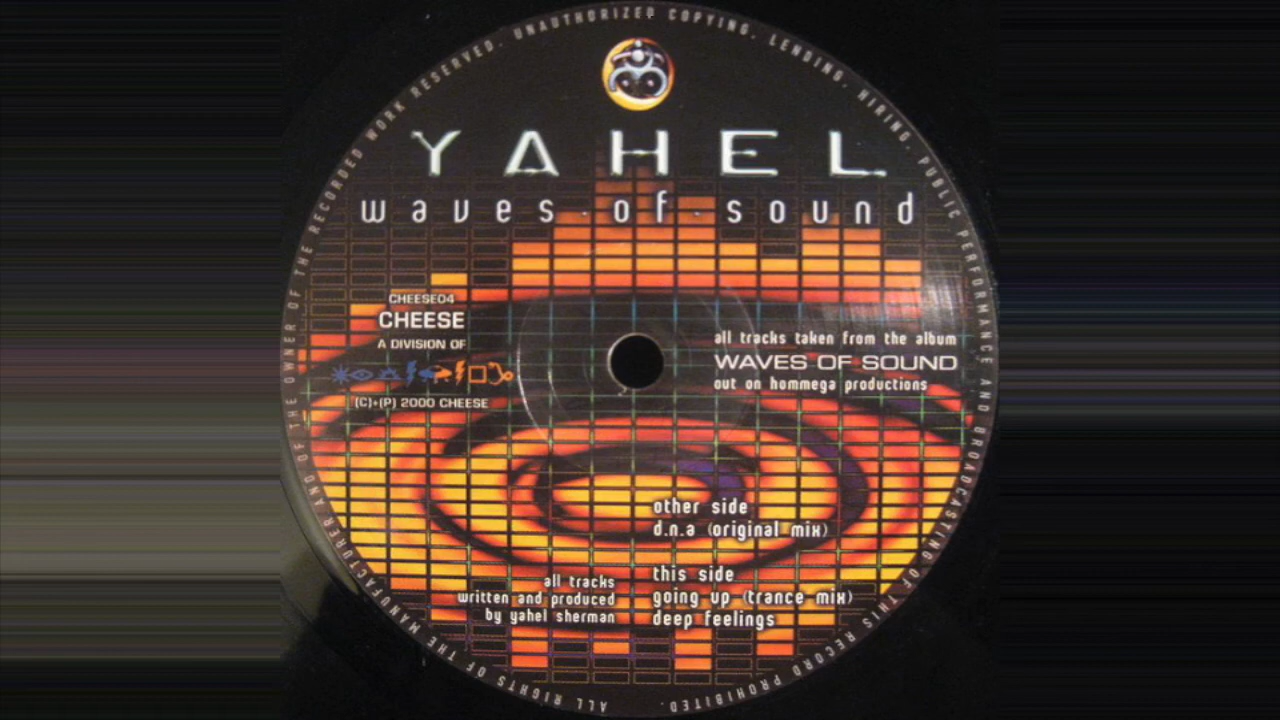 ALL RIGHTS OF THE MANUFACTURER AND OF THE OWNER OF THE RECORDED WORK RESERVED. UNAUTHORIZED COPYING, LENDING, HIRING, PUBLIC PERFORMANCE AND BROADCASTING OF THIS RECORD PROHIBITED.
YAHEL
waves of sound
CHEESE04
CHEESE
A DIVISION OF
(C)+(P) 2000 CHEESE
all tracks taken from the album
WAVES OF SOUND
out on hommega productions
other side
d.n.a (original mix)
this side
going up (trance mix)
deep feelings
all tracks
written and produced
by yahel sherman